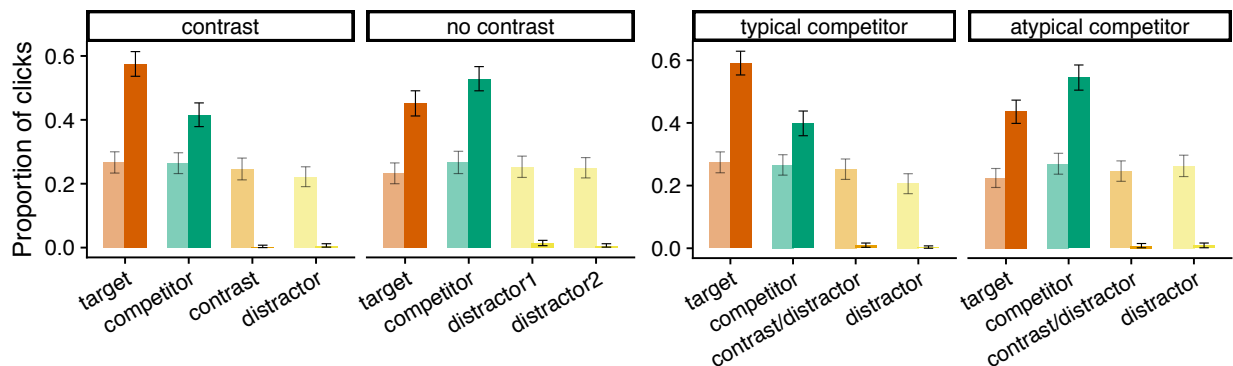 contrast
no contrast
typical competitor
atypical competitor
Proportion of clicks
0.6
0.4
0.2
0.0
target
competitor
contrast
distractor
target
competitor
distractor1
distractor2
0.6
0.4
0.2
0.0
target
competitor
contrast/distractor
distractor
target
competitor
contrast/distractor
distractor